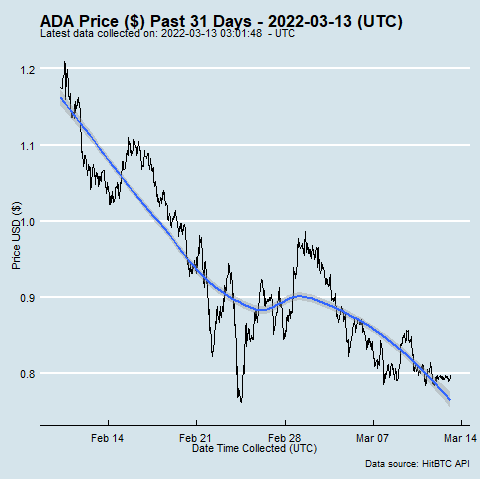 ADA Price ($) Past 31 Days - 2022-03-13 (UTC)
Latest data collected on: 2022-03-13 03:01:48 - UTC
1.2
1.1
1.0
0.9
0.8
Price USD ($)
Feb 14 Feb 21 Feb 28 Mar 07 Mar 14
Date Time Collected (UTC)
Data source: HitBTC API